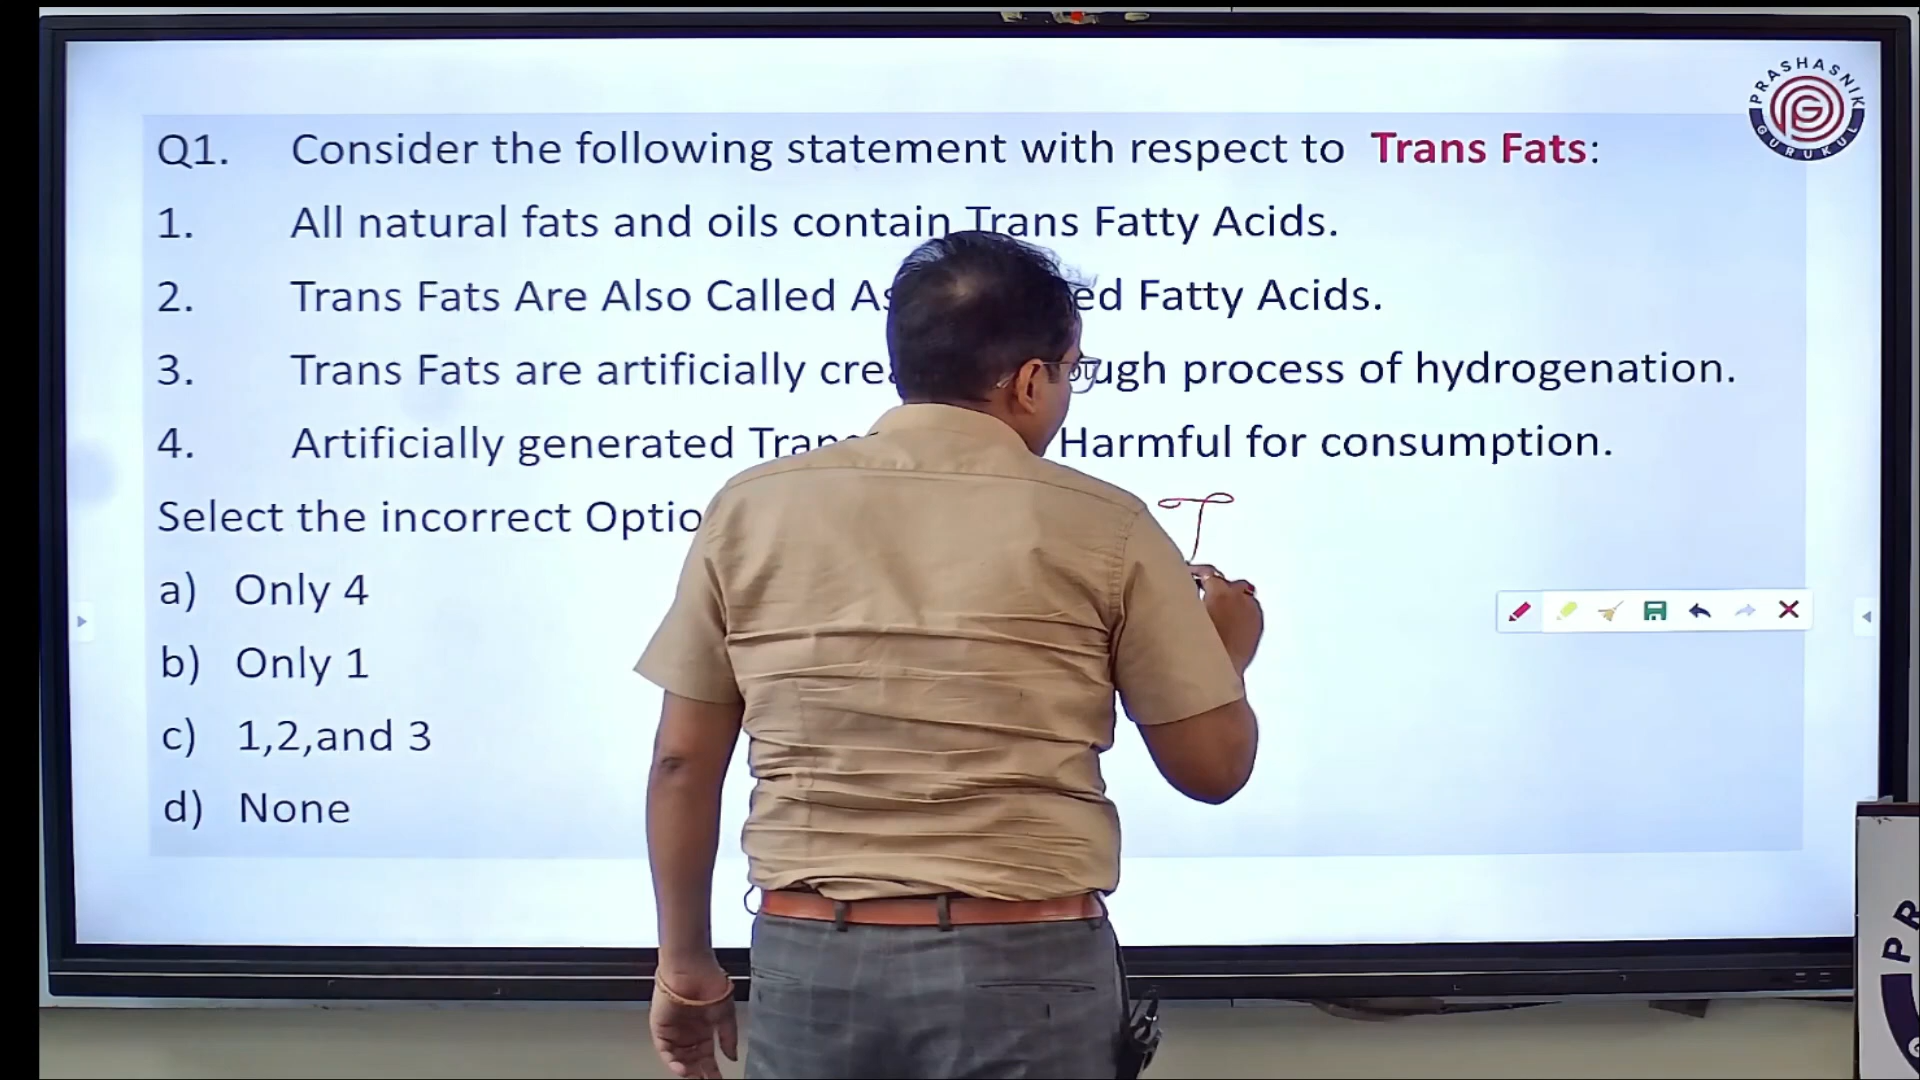 PRASHASNIK
GURUKUL
Q1. Consider the following statement with respect to Trans Fats:
1. All natural fats and oils contain Trans Fatty Acids.
2. Trans Fats Are Also Called As ed Fatty Acids.
3. Trans Fats are artificially crea ough process of hydrogenation.
4. Artificially generated Trans Harmful for consumption.
Select the incorrect Optio
T
a) Only 4
b) Only 1
c) 1,2,and 3
d) None
PR